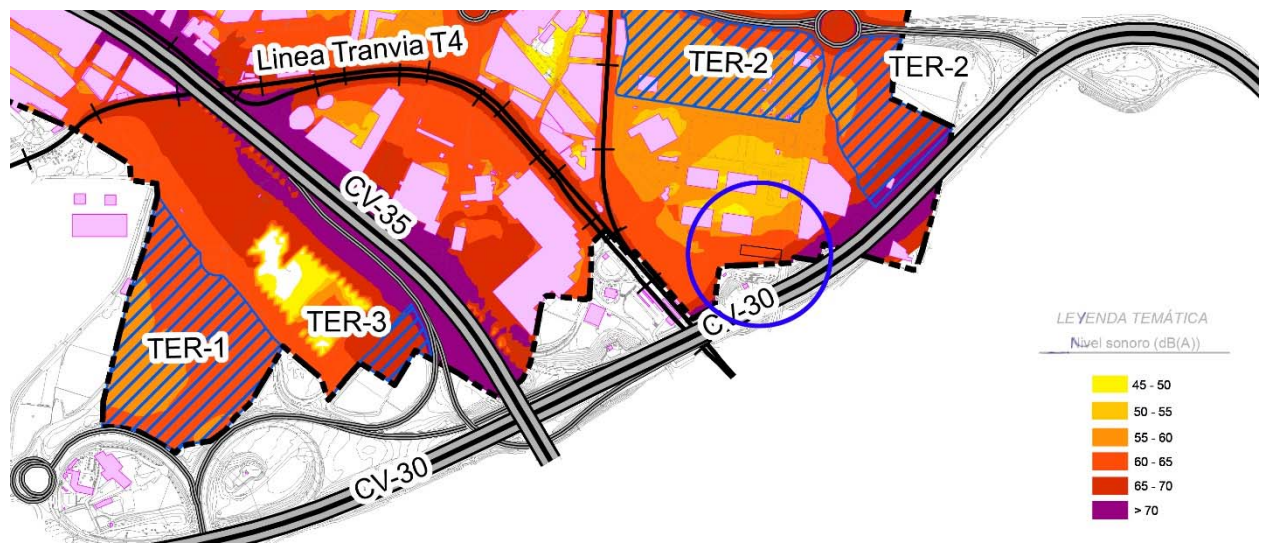 Linea Tranvia T4
TER-2
TER-2
CV-35
CV-30
TER-3
TER-1
CV-30
LEYENDA TEMÁTICA
Nivel sonoro (dB(A))
45 - 50
50 - 55
55 - 60
60 - 65
65 - 70
> 70